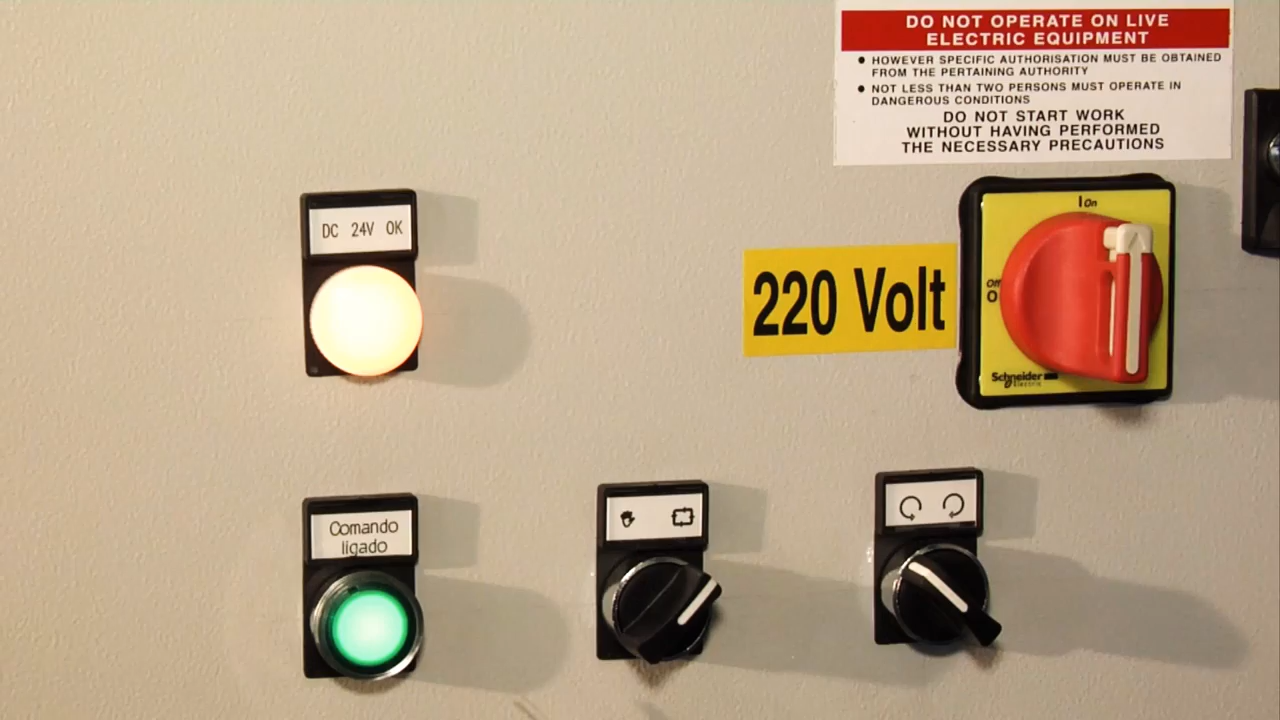 DO NOT OPERATE ON LIVE
ELECTRIC EQUIPMENT
• HOWEVER SPECIFIC AUTHORISATION MUST BE OBTAINED
FROM THE PERTAINING AUTHORITY
• NOT LESS THAN TWO PERSONS MUST OPERATE IN
DANGEROUS CONDITIONS
DO NOT START WORK
WITHOUT HAVING PERFORMED
THE NECESSARY PRECAUTIONS
DC 24V OK
220 Volt
I On
Off
O
Schneider
Electric
Comando
ligado